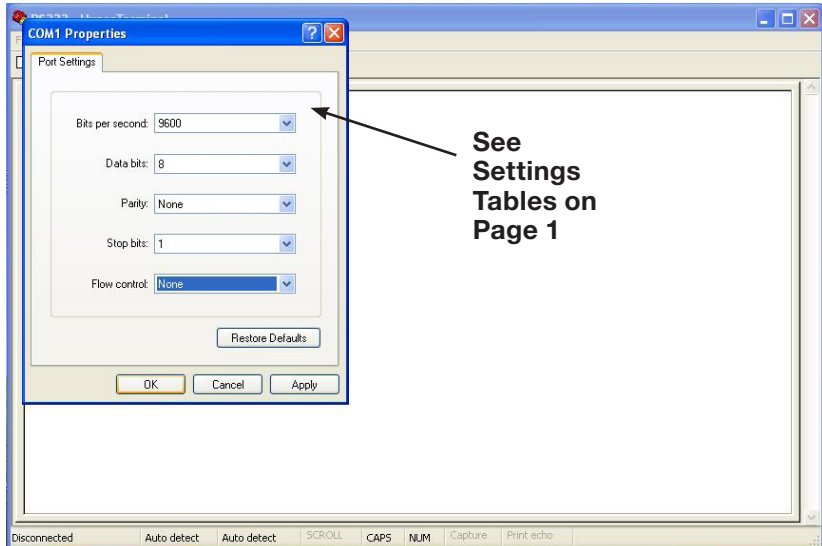 RS232 - HyperTerminal
COM1 Properties
F
Port Settings
Bits per second: 9600
Data bits: 8
Parity: None
Stop bits: 1
Flow control: None
Restore Defaults
OK Cancel Apply
See
Settings
Tables on
Page 1
Disconnected Auto detect Auto detect SCROLL CAPS NUM Capture Print echo